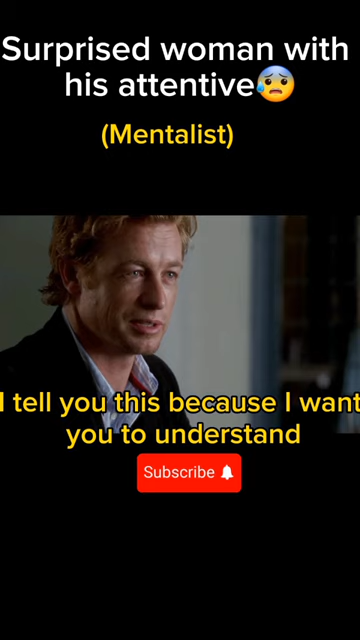 Surprised woman with
his attentive😰
(Mentalist)
I tell you this because I want
you to understand
Subscribe